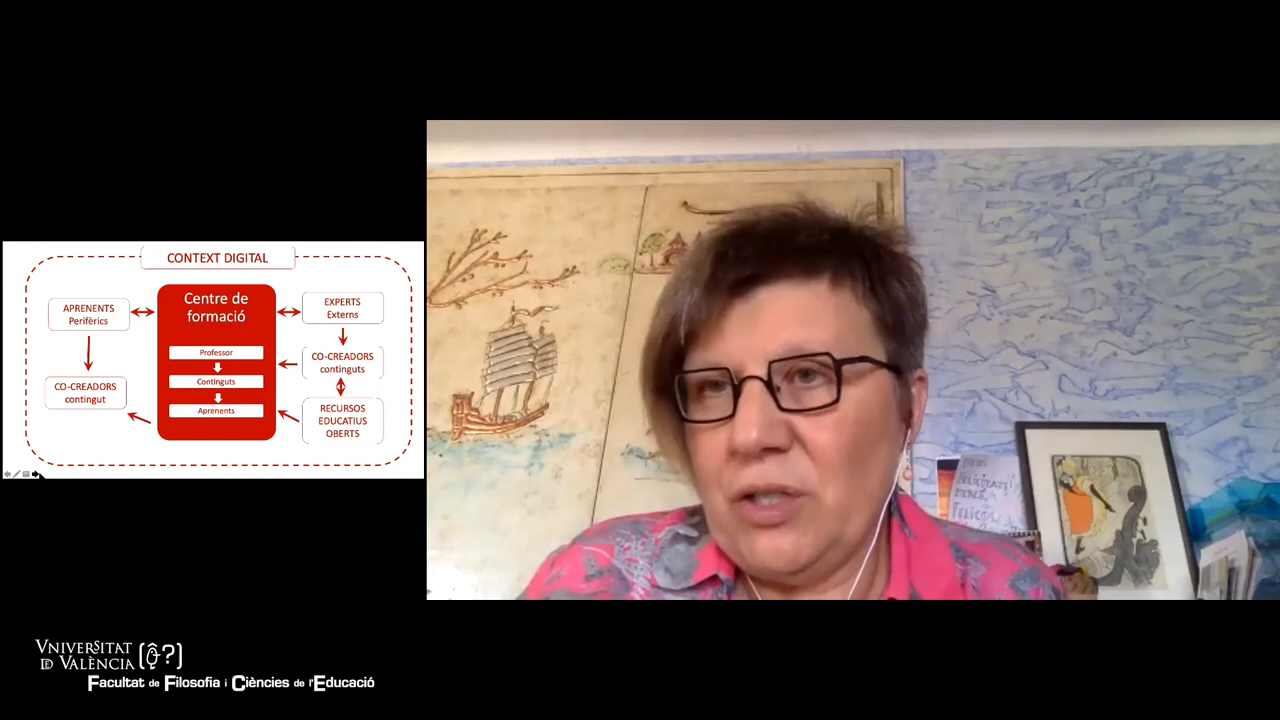 CONTEXT DIGITAL
APRENENTS
Perifèrics
CO-CREADORS
contingut
Centre de
formació
Professor
Continguts
Aprenents
EXPERTS
Externs
CO-CREADORS
continguts
RECURSOS
EDUCATIUS
OBERTS
VNIVERSITAT
DE VALÈNCIA
Facultat de Filosofia i Ciències de l'Educació